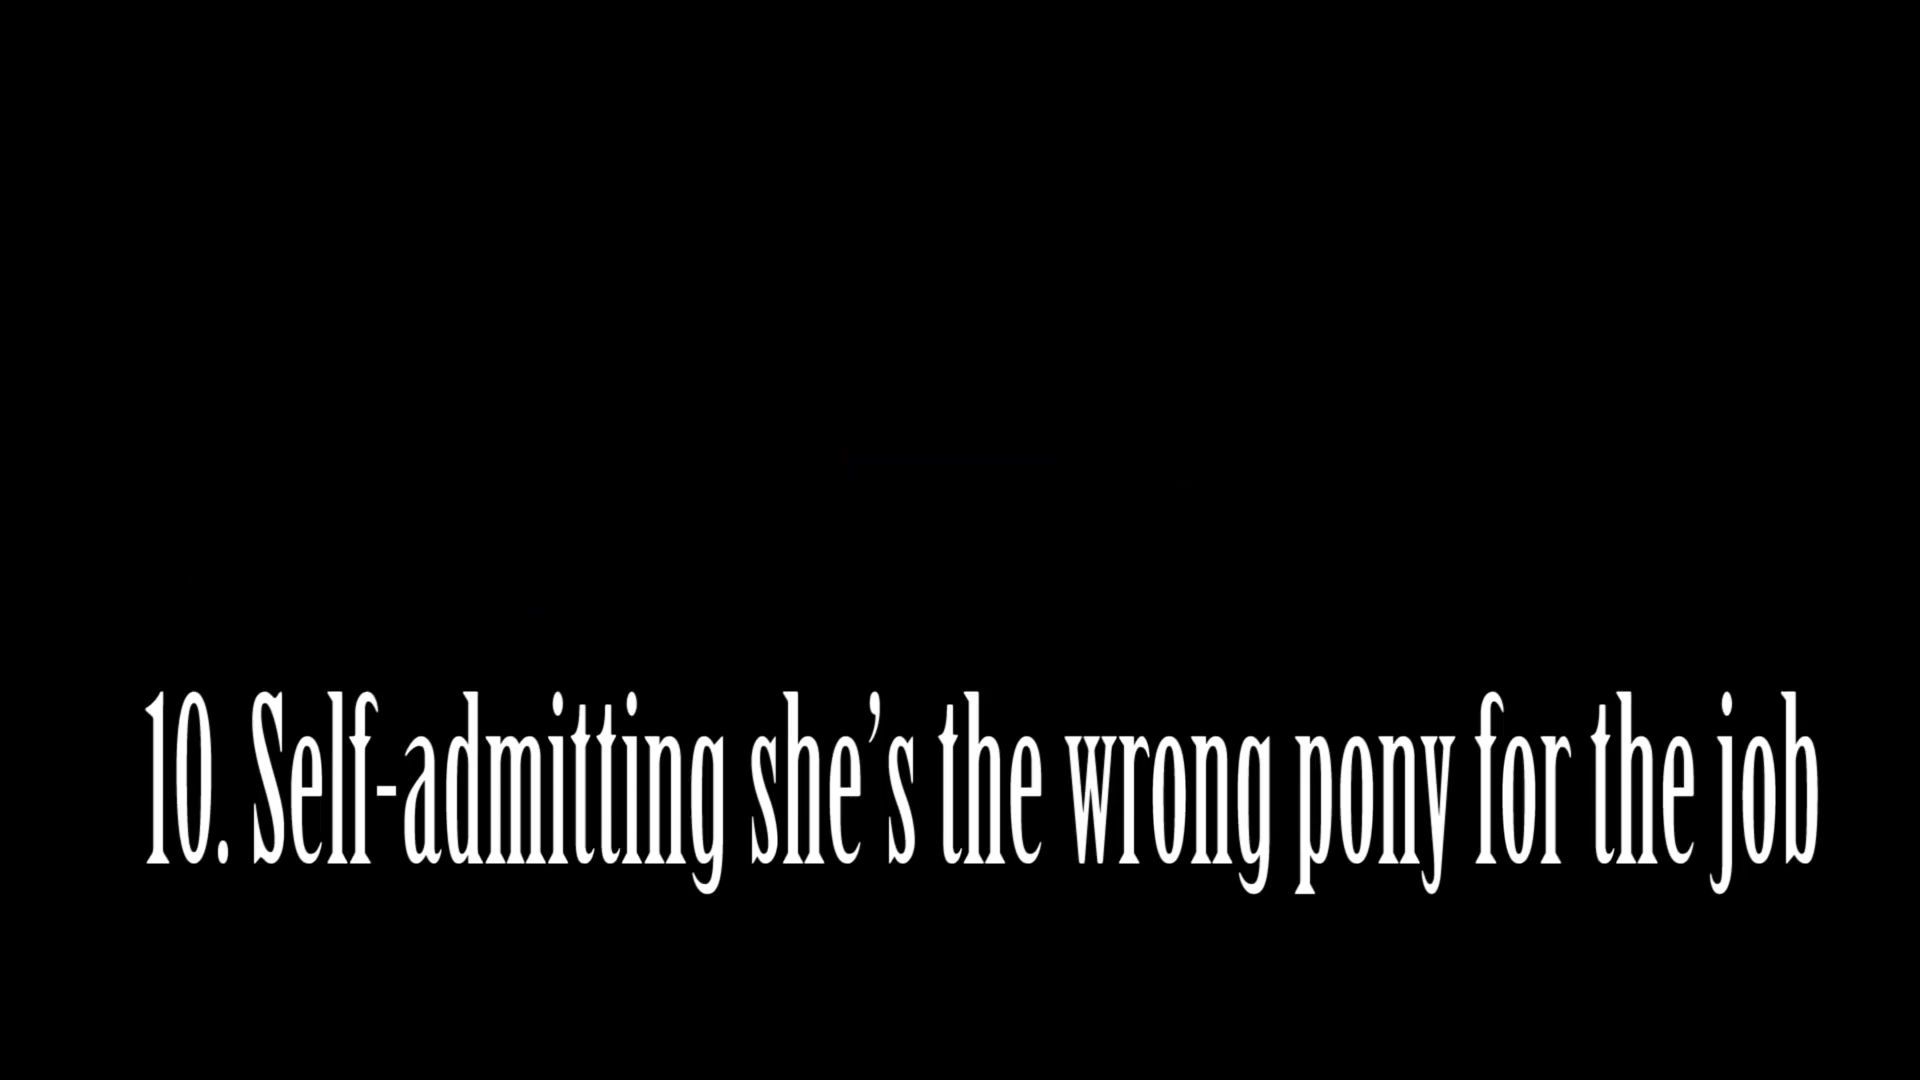 10. Self-admitting she’s the wrong pony for the job